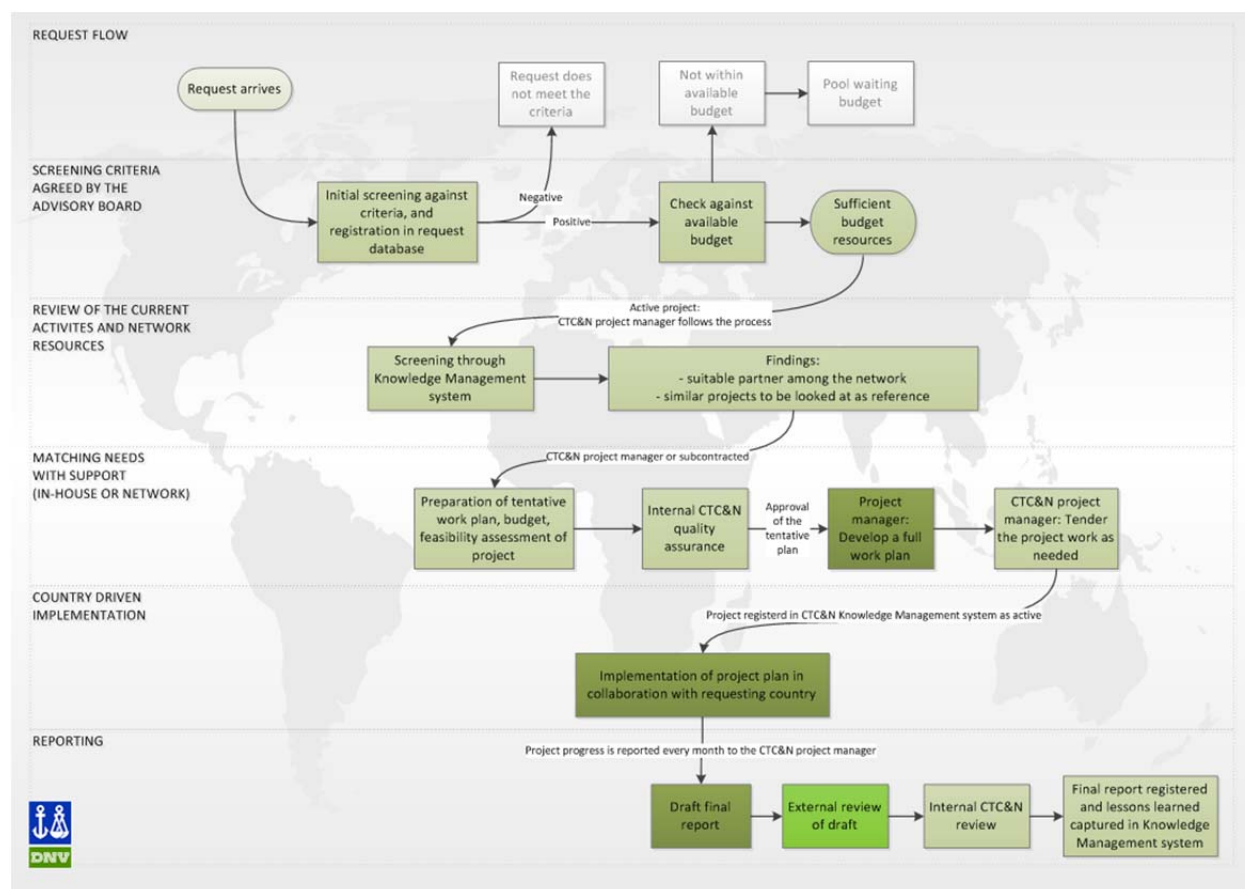 REQUEST FLOW
Request arrives
Request does
not meet the
criteria
Not within
available
budget
Pool waiting
budget
SCREENING CRITERIA
AGREED BY THE
ADVISORY BOARD
Initial screening against
criteria, and
registration in request
database
Negative
Positive
Check against
available
budget
Sufficient
budget
resources
REVIEW OF THE CURRENT
ACTIVITES AND NETWORK
RESOURCES
Active project:
CTC&N project manager follows the process
Screening through
Knowledge Management
system
Findings:
- suitable partner among the network
- similar projects to be looked at as reference
MATCHING NEEDS
WITH SUPPORT
(IN-HOUSE OR NETWORK)
CTC&N project manager or subcontracted
Preparation of tentative
work plan, budget,
feasibility assessment of
project
Internal CTC&N
quality
assurance
Approval
of the
tentative
plan
Project
manager:
Develop a full
work plan
CTC&N project
manager: Tender
the project work as
needed
COUNTRY DRIVEN
IMPLEMENTATION
Project registerd in CTC&N Knowledge Management system as active
Implementation of project plan in
collaboration with requesting country
REPORTING
Project progress is reported every month to the CTC&N project manager
Draft final
report
External review
of draft
Internal CTC&N
review
Final report registered
and lessons learned
captured in Knowledge
Management system
DNV